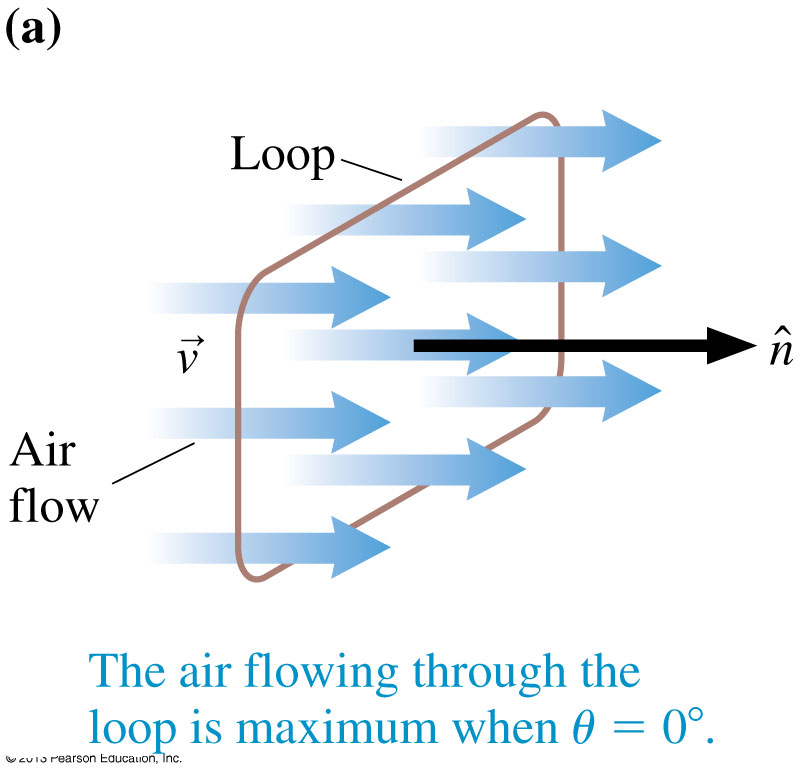 (a)
Loop
v⃗
n̂
Air
flow
The air flowing through the
loop is maximum when θ = 0°.
© 2013 Pearson Education, Inc.